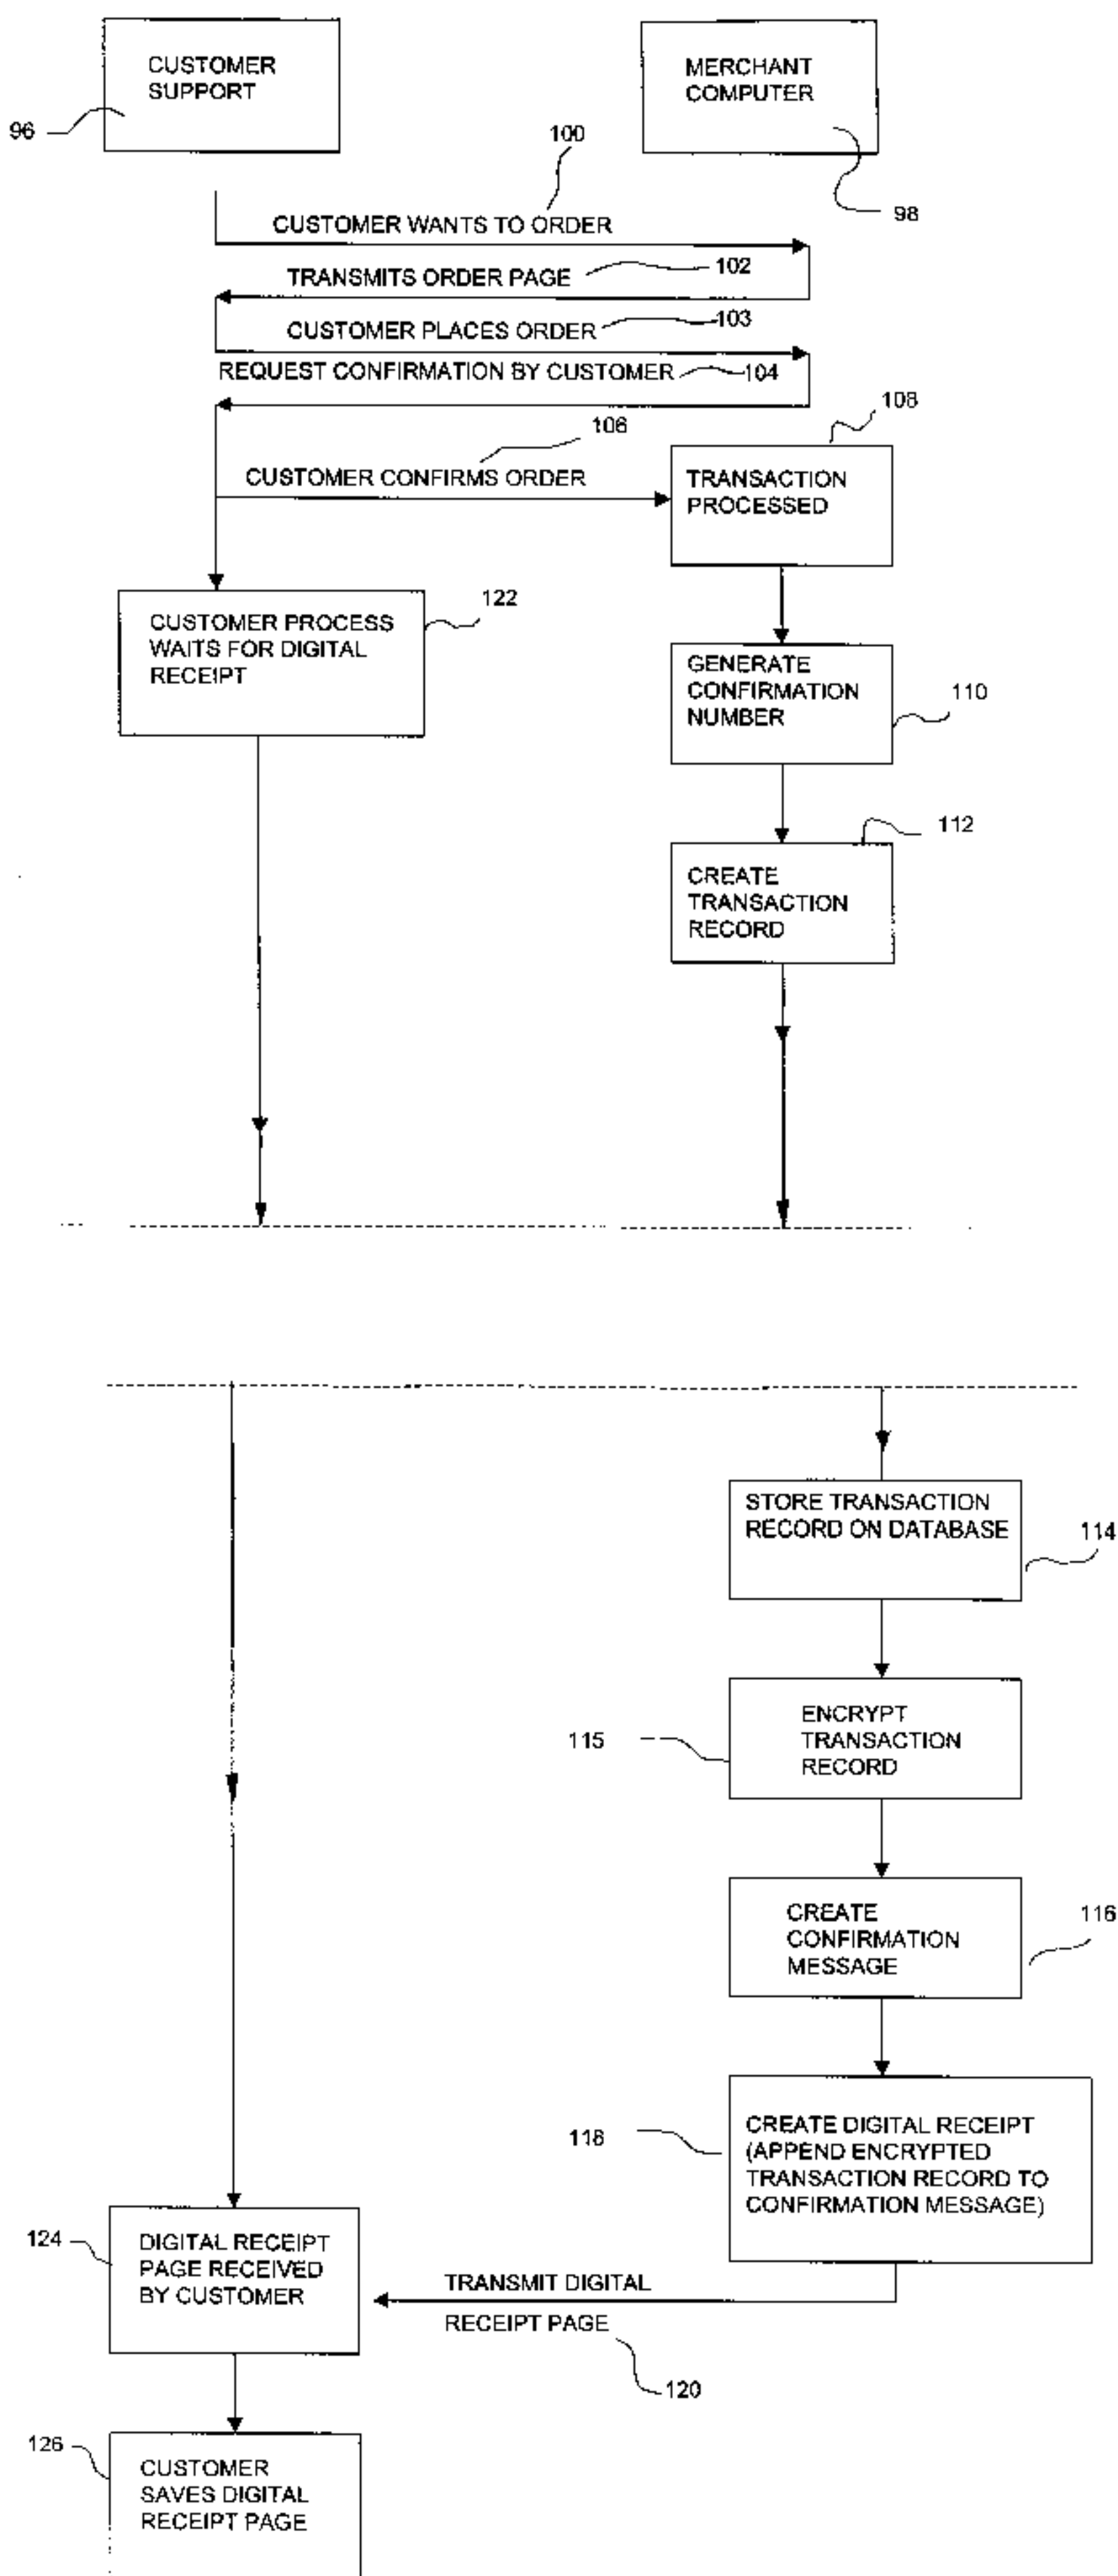 CUSTOMER
SUPPORT
96
MERCHANT
COMPUTER
98
100
CUSTOMER WANTS TO ORDER
TRANSMITS ORDER PAGE
102
CUSTOMER PLACES ORDER
103
REQUEST CONFIRMATION BY CUSTOMER
104
106
CUSTOMER CONFIRMS ORDER
108
TRANSACTION
PROCESSED
CUSTOMER PROCESS
WAITS FOR DIGITAL
RECEIPT
122
GENERATE
CONFIRMATION
NUMBER
110
112
CREATE
TRANSACTION
RECORD
STORE TRANSACTION
RECORD ON DATABASE
114
ENCRYPT
TRANSACTION
RECORD
115
CREATE
CONFIRMATION
MESSAGE
116
118
CREATE DIGITAL RECEIPT
(APPEND ENCRYPTED
TRANSACTION RECORD TO
CONFIRMATION MESSAGE)
124
DIGITAL RECEIPT
PAGE RECEIVED
BY CUSTOMER
TRANSMIT DIGITAL
RECEIPT PAGE
120
126
CUSTOMER
SAVES DIGITAL
RECEIPT PAGE